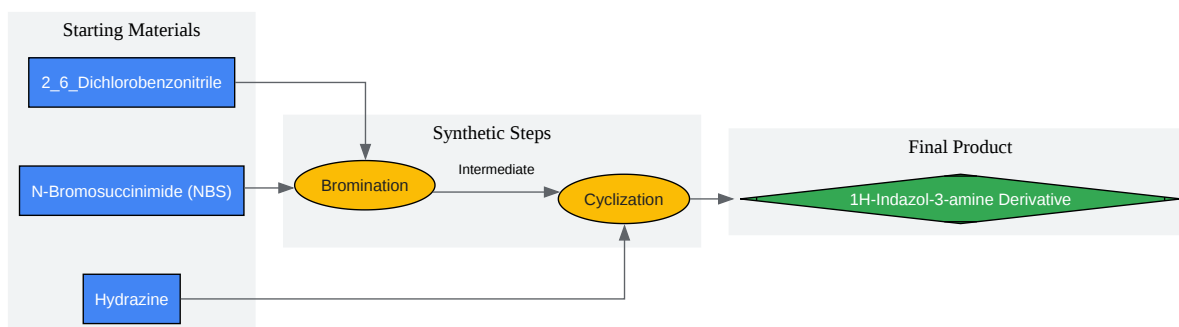 Starting Materials
2_6_Dichlorobenzonitrile
N-Bromosuccinimide (NBS)
Hydrazine
Synthetic Steps
Bromination
Intermediate
Cyclization
Final Product
1H-Indazol-3-amine Derivative